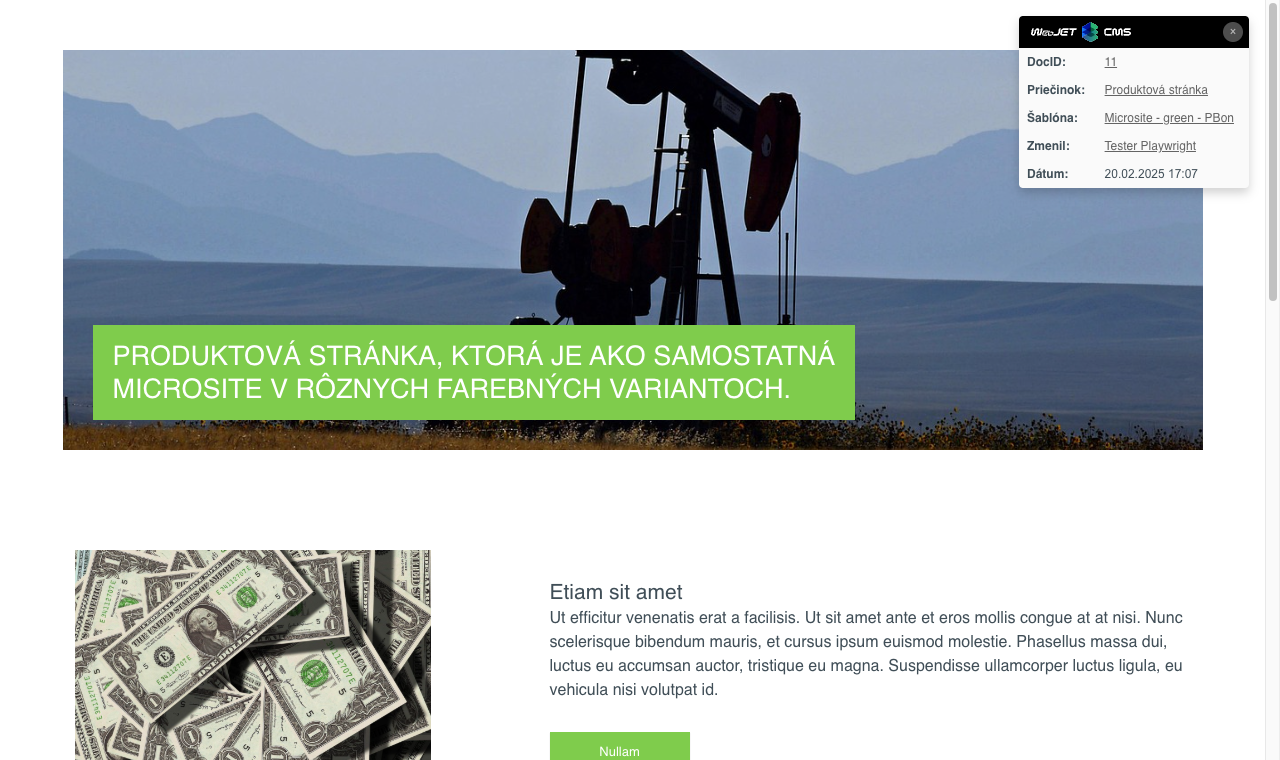 WebJET CMS
×
DocID: 11
Priečinok: Produktová stránka
Šablóna: Microsite - green - PBon
Zmenil: Tester Playwright
Dátum: 20.02.2025 17:07
PRODUKTOVÁ STRÁNKA, KTORÁ JE AKO SAMOSTATNÁ
MICROSITE V RÔZNYCH FAREBNÝCH VARIANTOCH.
Etiam sit amet
Ut efficitur venenatis erat a facilisis. Ut sit amet ante et eros mollis congue at at nisi. Nunc
scelerisque bibendum mauris, et cursus ipsum euismod molestie. Phasellus massa dui,
luctus eu accumsan auctor, tristique eu magna. Suspendisse ullamcorper luctus ligula, eu
vehicula nisi volutpat id.
Nullam